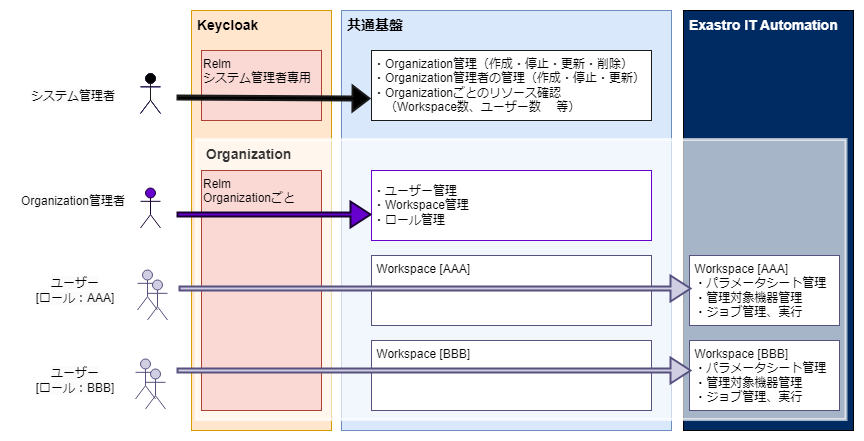 Keycloak
共通基盤
Exastro IT Automation
システム管理者
Relm
システム管理者専用
・Organization管理（作成・停止・更新・削除）
・Organization管理者の管理（作成・停止・更新）
・Organizationごとのリソース確認
（Workspace数、ユーザー数　等）
Organization
Organization管理者
Relm
Organizationごと
・ユーザー管理
・Workspace管理
・ロール管理
ユーザー
[ロール：AAA]
Workspace [AAA]
Workspace [AAA]
・パラメータシート管理
・管理対象機器管理
・ジョブ管理、実行
ユーザー
[ロール：BBB]
Workspace [BBB]
Workspace [BBB]
・パラメータシート管理
・管理対象機器管理
・ジョブ管理、実行